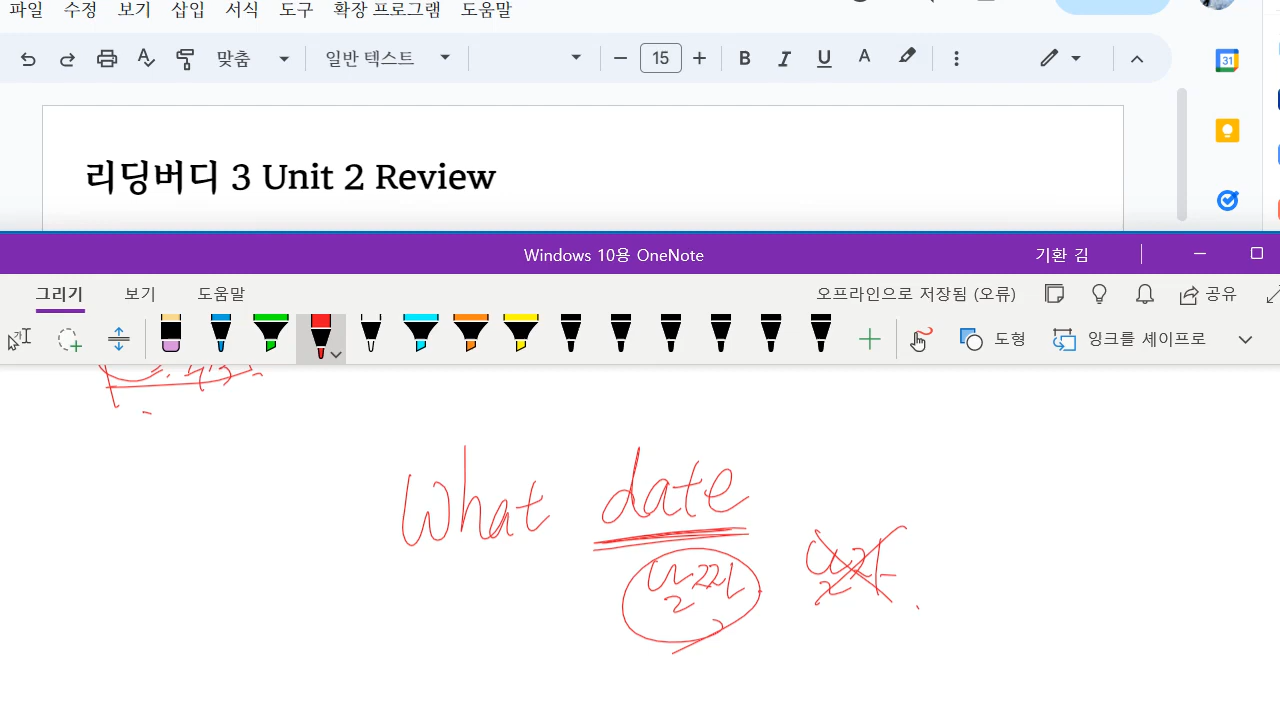 파일 수정 보기 삽입 서식 도구 확장 프로그램 도움말
맞춤 일반 텍스트 15 B I U A
31
리딩버디 3 Unit 2 Review
Windows 10용 OneNote 기환 김
그리기 보기 도움말 오프라인으로 저장됨 (오류) 공유
가 도형 잉크를 셰이프로
What date
날짜